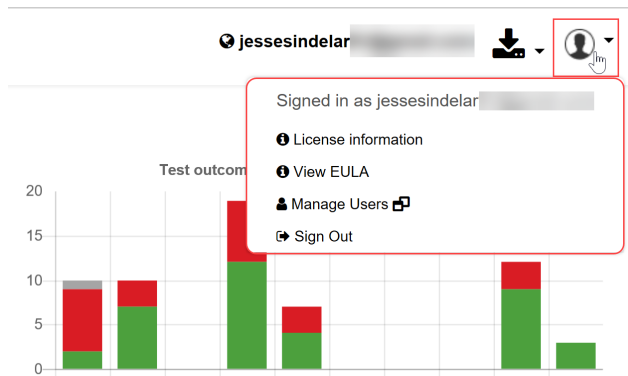 jessesindelar
Signed in as jessesindelar
License information
View EULA
Manage Users
Sign Out
Test outcom
20
15
10
5
0